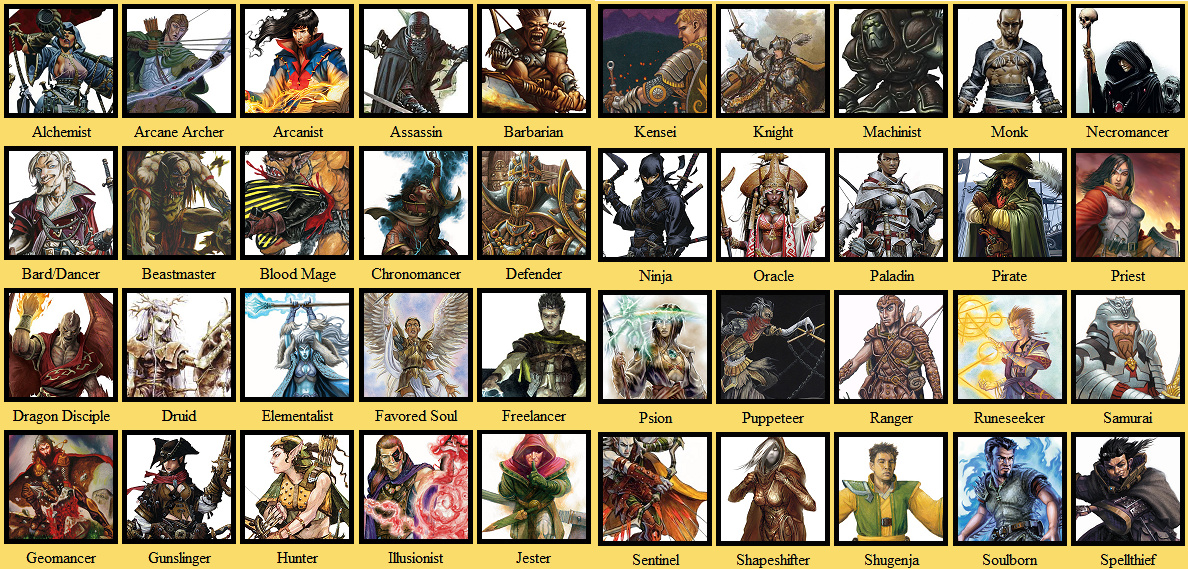 Alchemist Arcane Archer Arcanist Assassin Barbarian Kensei Knight Machinist Monk Necromancer
Bard/Dancer Beastmaster Blood Mage Chronomancer Defender Ninja Oracle Paladin Pirate Priest
Dragon Disciple Druid Elementalist Favored Soul Freelancer Psion Puppeteer Ranger Runeseeker Samurai
Geomancer Gunslinger Hunter Illusionist Jester Sentinel Shapeshifter Shugenja Soulborn Spellthief